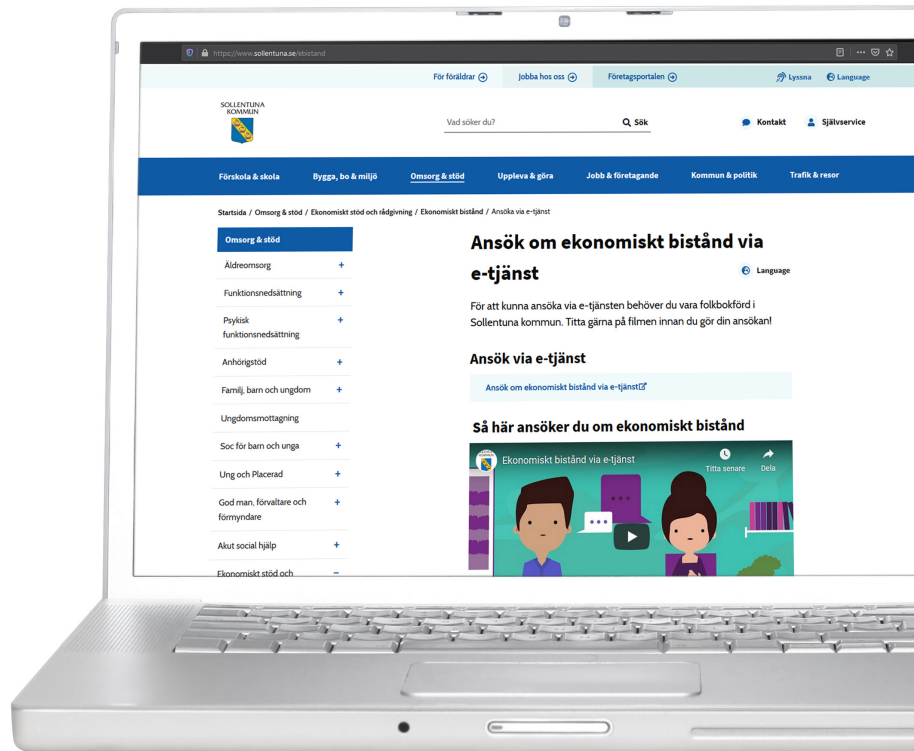 https://www.sollentuna.se/ebistand
För föräldrar
Jobba hos oss
Företagsportalen
Lyssna
Language
SOLLENTUNA
KOMMUN
Vad söker du?
Sök
Kontakt
Självservice
Förskola & skola
Bygga, bo & miljö
Omsorg & stöd
Uppleva & göra
Jobb & företagande
Kommun & politik
Trafik & resor
Startsida / Omsorg & stöd / Ekonomiskt stöd och rådgivning / Ekonomiskt bistånd / Ansöka via e-tjänst
Omsorg & stöd
Äldreomsorg +
Funktionsnedsättning +
Psykisk +
funktionsnedsättning
Anhörigstöd +
Familj, barn och ungdom +
Ungdomsmottagning
Soc för barn och unga +
Ung och Placerad +
God man, förvaltare och +
förmyndare
Akut social hjälp +
Ekonomiskt stöd och −
Ansök om ekonomiskt bistånd via
e-tjänst
Language
För att kunna ansöka via e-tjänsten behöver du vara folkbokförd i
Sollentuna kommun. Titta gärna på filmen innan du gör din ansökan!
Ansök via e-tjänst
Ansök om ekonomiskt bistånd via e-tjänst
Så här ansöker du om ekonomiskt bistånd
Ekonomiskt bistånd via e-tjänst
Titta senare
Dela